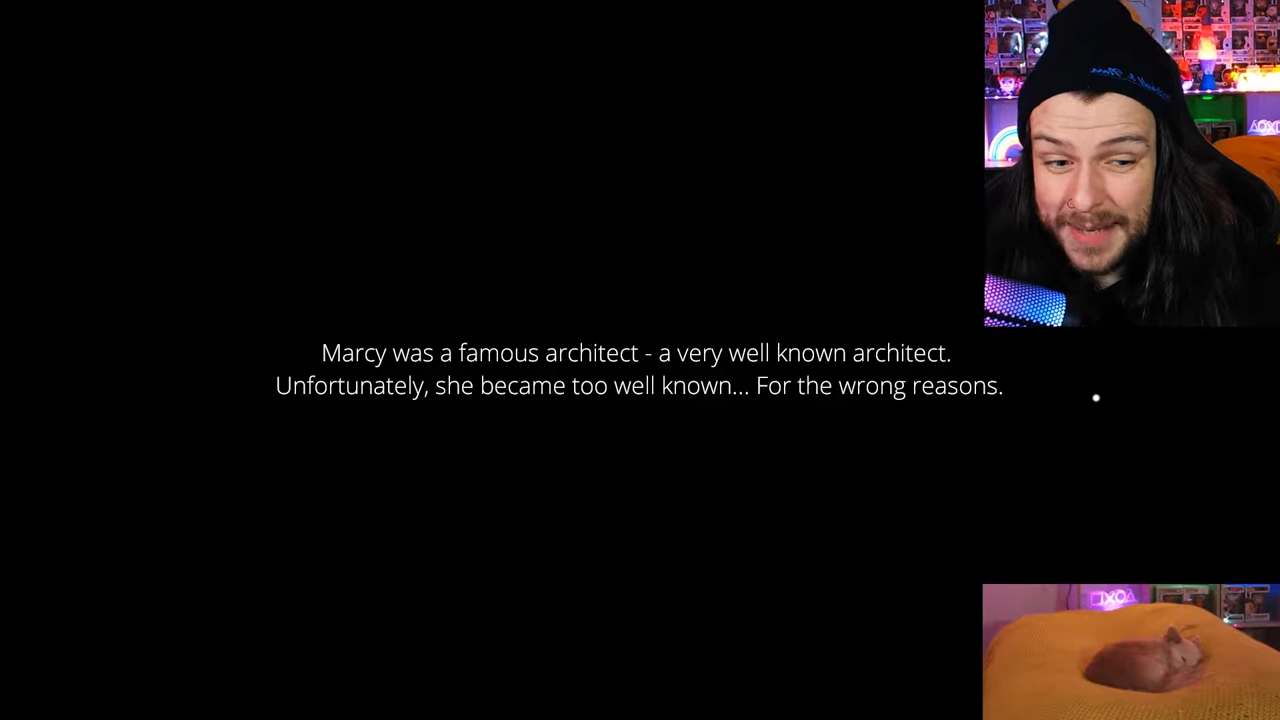 Marcy was a famous architect - a very well known architect.
Unfortunately, she became too well known... For the wrong reasons.